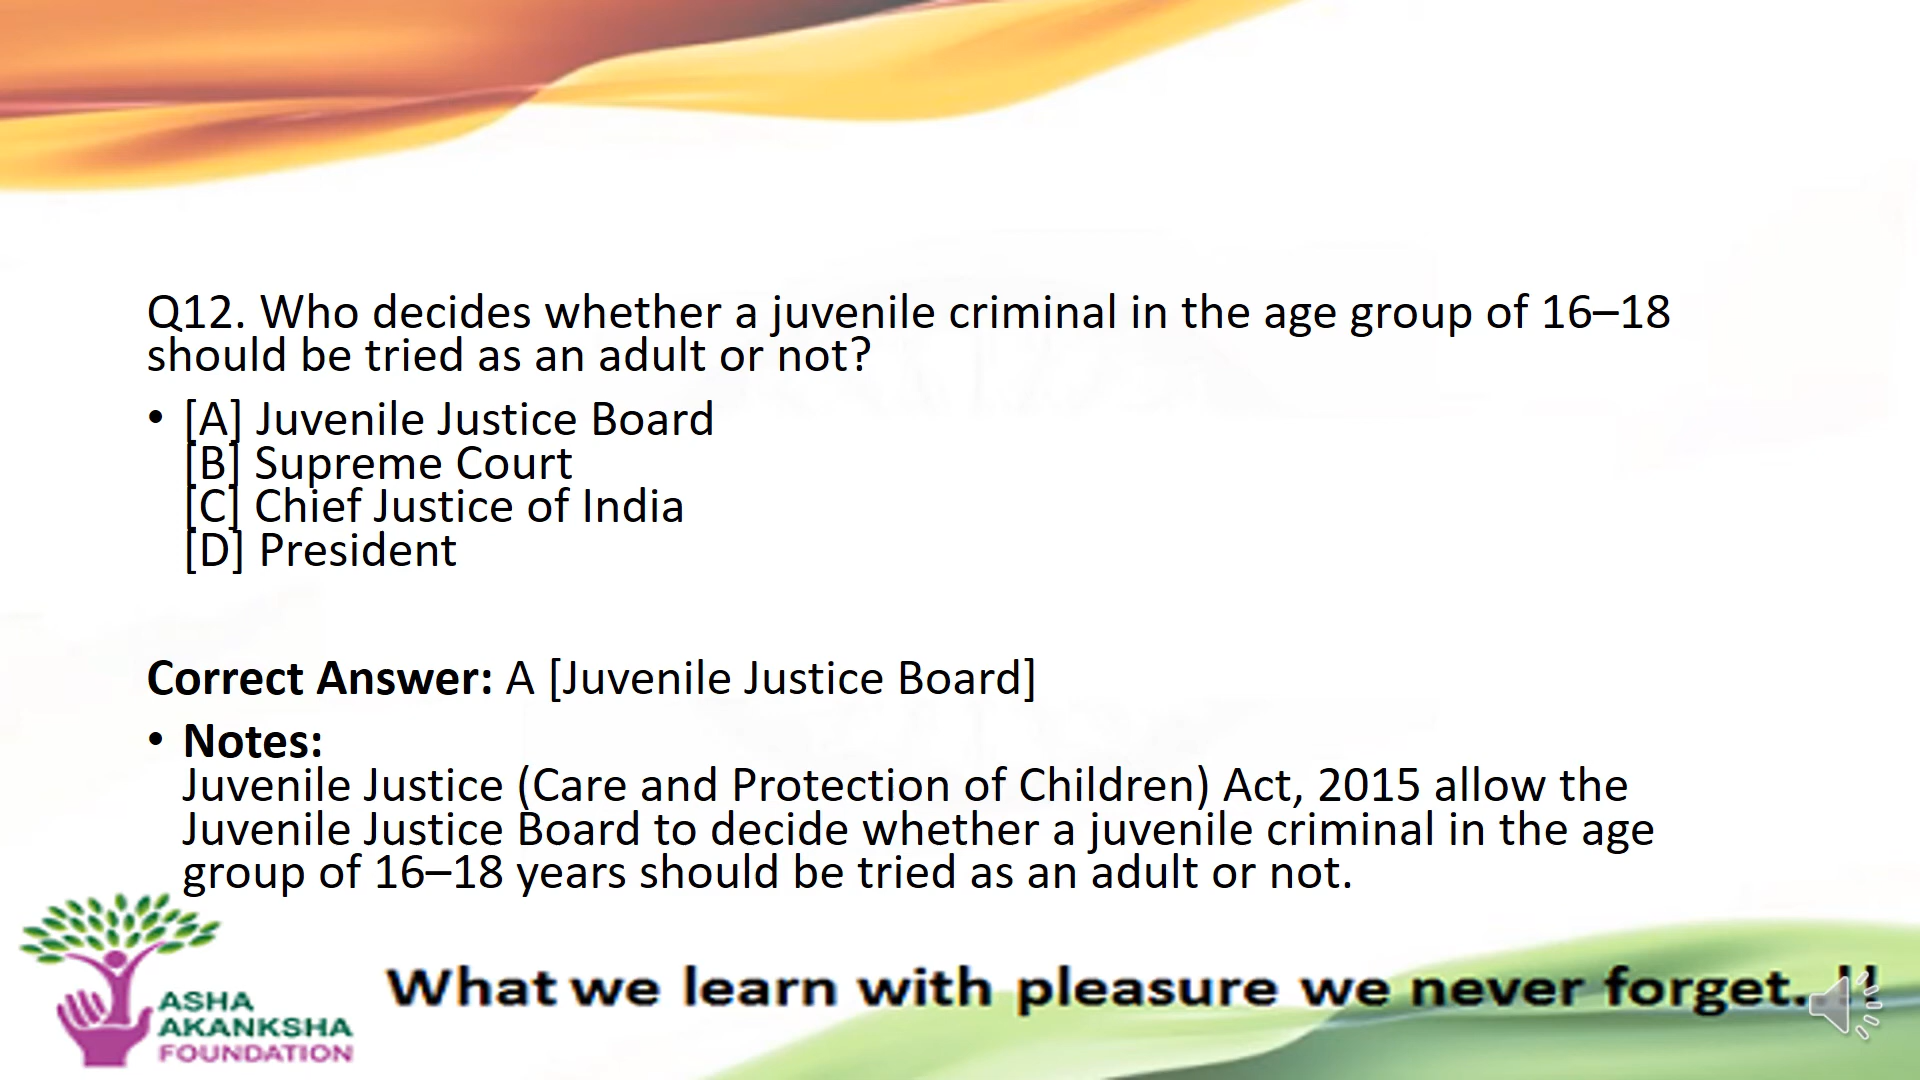 Q12. Who decides whether a juvenile criminal in the age group of 16–18
should be tried as an adult or not?
• [A] Juvenile Justice Board
[B] Supreme Court
[C] Chief Justice of India
[D] President
Correct Answer: A [Juvenile Justice Board]
• Notes:
Juvenile Justice (Care and Protection of Children) Act, 2015 allow the
Juvenile Justice Board to decide whether a juvenile criminal in the age
group of 16–18 years should be tried as an adult or not.
What we learn with pleasure we never forget..!!
ASHA
AKANKSHA
FOUNDATION